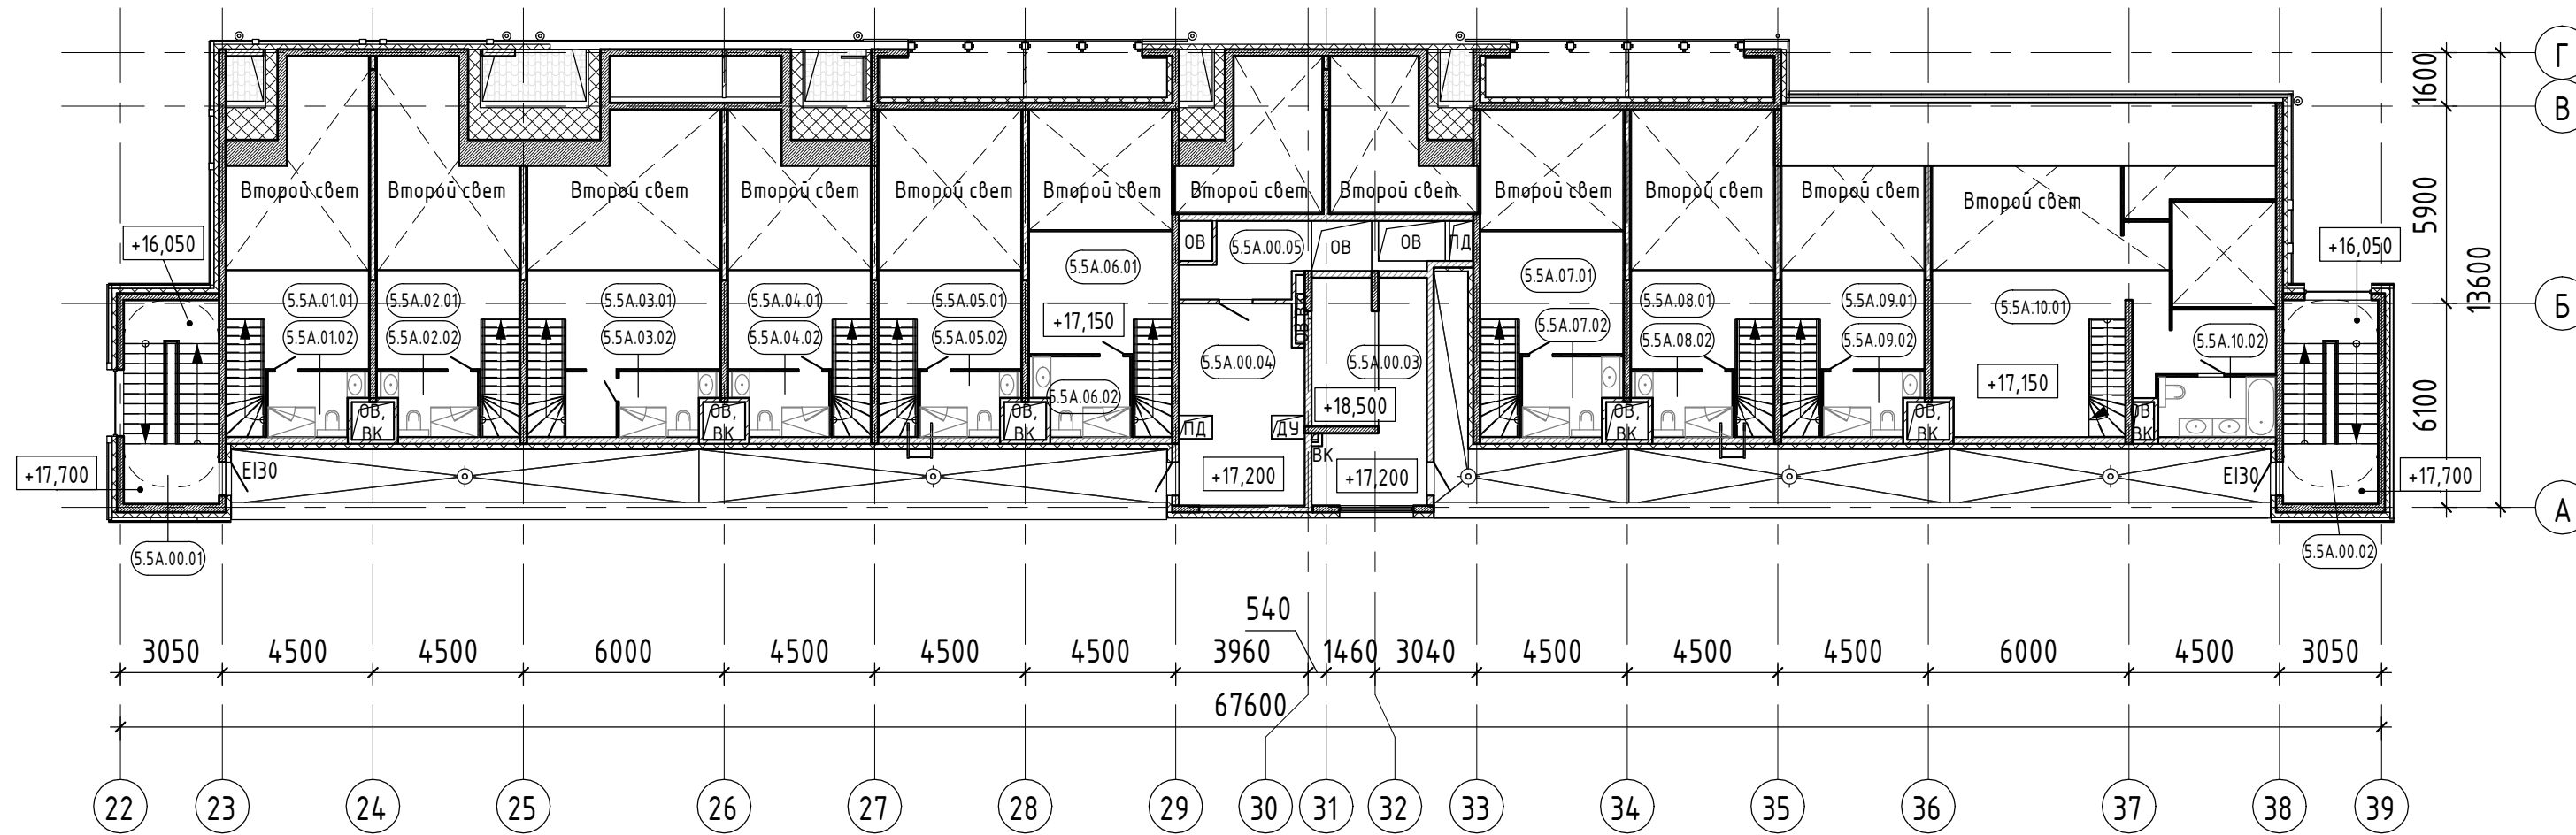 Г
1600
В
Второй свет Второй свет Второй свет Второй свет Второй свет Второй свет Второй свет Второй свет Второй свет Второй свет Второй свет Второй свет
5900
13600
+16,050 ОВ 5.5А.00.05 ОВ ОВ ПД +16,050
5.5А.06.01 5.5А.07.01
5.5А.01.01 5.5А.02.01 5.5А.03.01 5.5А.04.01 5.5А.05.01 5.5А.08.01 5.5А.09.01 5.5А.10.01
Б
+17,150 ОВ ВК 5.5А.07.02
5.5А.01.02 5.5А.02.02 5.5А.03.02 5.5А.04.02 5.5А.05.02 5.5А.08.02 5.5А.09.02 5.5А.10.02
5.5А.00.04 5.5А.00.03
+17,150
5.5А.06.02 +18,500
6100
ОВ, ОВ, ОВ, ОВ, ОВ, ОВ
ВК ВК ВК ПД ДУ ВК ВК ВК
ВК
+17,700 EI30 +17,200 +17,200 EI30 +17,700
А
5.5А.00.01 5.5А.00.02
540
3050 4500 4500 6000 4500 4500 4500 3960 1460 3040 4500 4500 4500 6000 4500 3050
67600
22 23 24 25 26 27 28 29 30 31 32 33 34 35 36 37 38 39